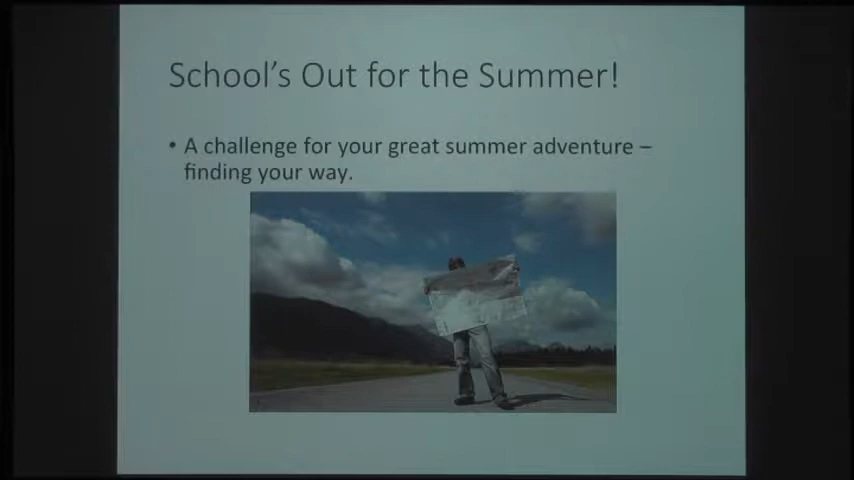 School's Out for the Summer!
• A challenge for your great summer adventure –
finding your way.